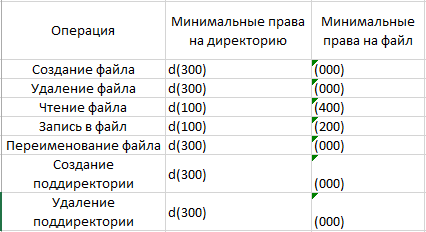 Операция Минимальные права на директорию Минимальные права на файл
Создание файла d(300) (000)
Удаление файла d(300) (000)
Чтение файла d(100) (400)
Запись в файл d(100) (200)
Переименование файла d(300) (000)
Создание поддиректории d(300) (000)
Удаление поддиректории d(300) (000)